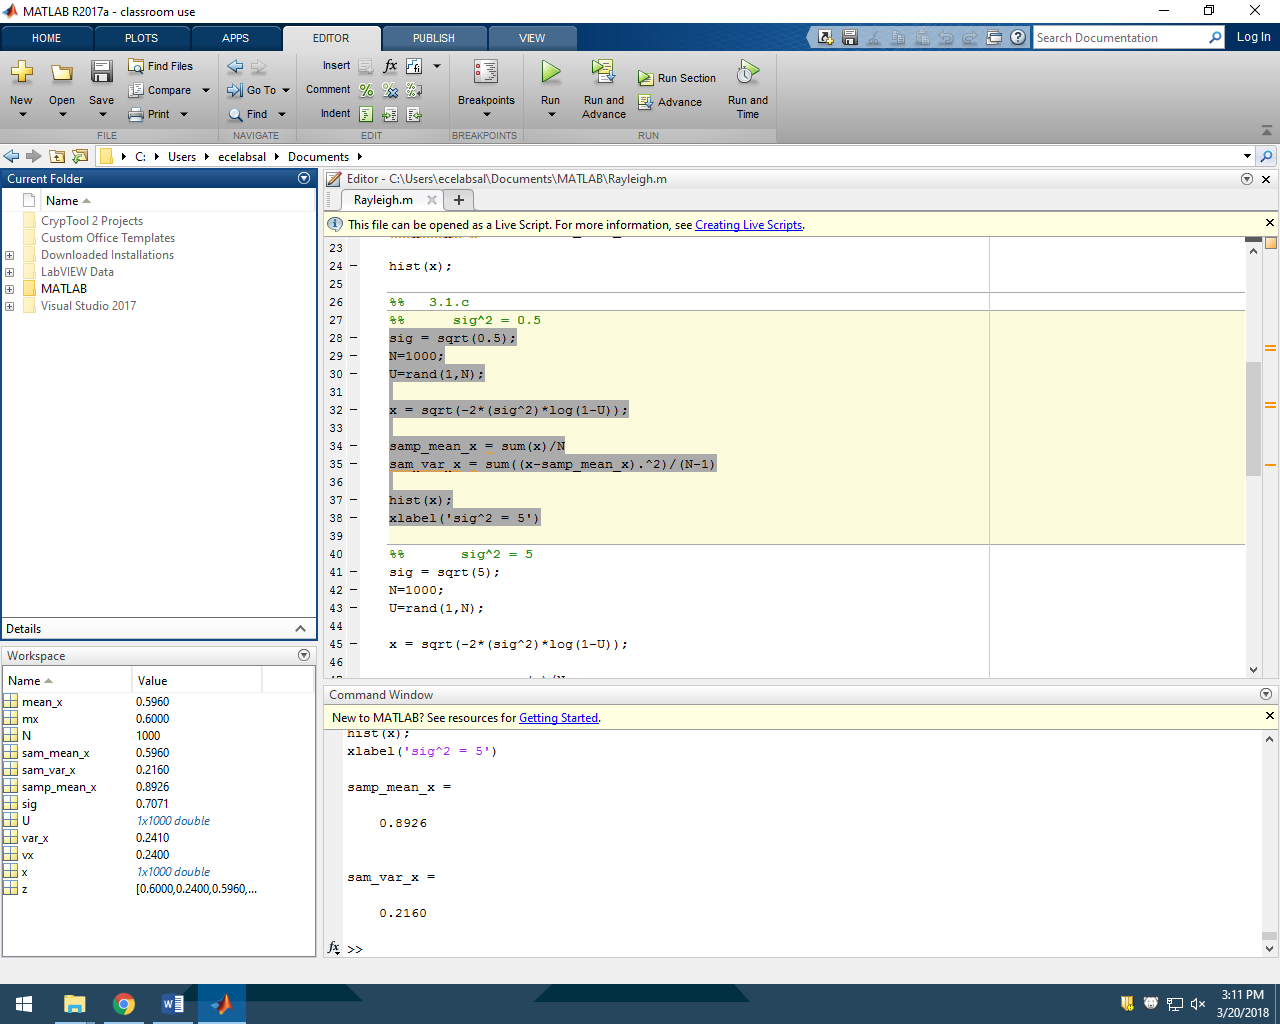 MATLAB R2017a - classroom use
HOME PLOTS APPS EDITOR PUBLISH VIEW Search Documentation Log In
New Open Save Find Files Compare Print
Go To Find
Insert fx fi
Comment
Indent
Breakpoints
Run Run and Advance Run Section Advance Run and Time
FILE NAVIGATE EDIT BREAKPOINTS RUN
C: Users ecelabsal Documents
Current Folder
Name
CrypTool 2 Projects
Custom Office Templates
Downloaded Installations
LabVIEW Data
MATLAB
Visual Studio 2017
Details
Workspace
Name Value
mean_x 0.5960
mx 0.6000
N 1000
sam_mean_x 0.5960
sam_var_x 0.2160
samp_mean_x 0.8926
sig 0.7071
U 1x1000 double
var_x 0.2410
vx 0.2400
x 1x1000 double
z [0.6000,0.2400,0.5960,...
Editor - C:\Users\ecelabsal\Documents\MATLAB\Rayleigh.m
Rayleigh.m
This file can be opened as a Live Script. For more information, see Creating Live Scripts.
23
24 hist(x);
25
26 %% 3.1.c
27 %% sig^2 = 0.5
28 sig = sqrt(0.5);
29 N=1000;
30 U=rand(1,N);
31
32 x = sqrt(-2*(sig^2)*log(1-U));
33
34 samp_mean_x = sum(x)/N
35 sam_var_x = sum((x-samp_mean_x).^2)/(N-1)
36
37 hist(x);
38 xlabel('sig^2 = 5')
39
40 %% sig^2 = 5
41 sig = sqrt(5);
42 N=1000;
43 U=rand(1,N);
44
45 x = sqrt(-2*(sig^2)*log(1-U));
46
Command Window
New to MATLAB? See resources for Getting Started.
hist(x);
xlabel('sig^2 = 5')
samp_mean_x =
0.8926
sam_var_x =
0.2160
fx >>
3:11 PM
3/20/2018